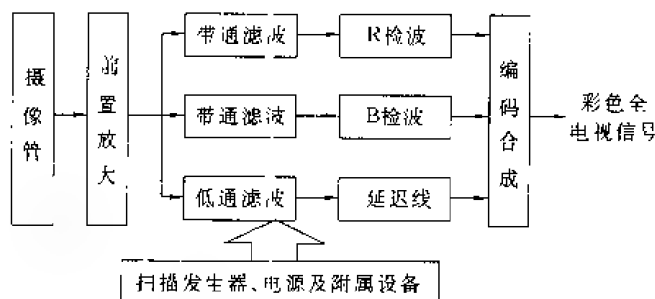 摄像管
前置放大
带通滤波
R检波
带通滤波
B检波
低通滤波
延迟线
编码合成
彩色全
电视信号
扫描发生器、电源及附属设备